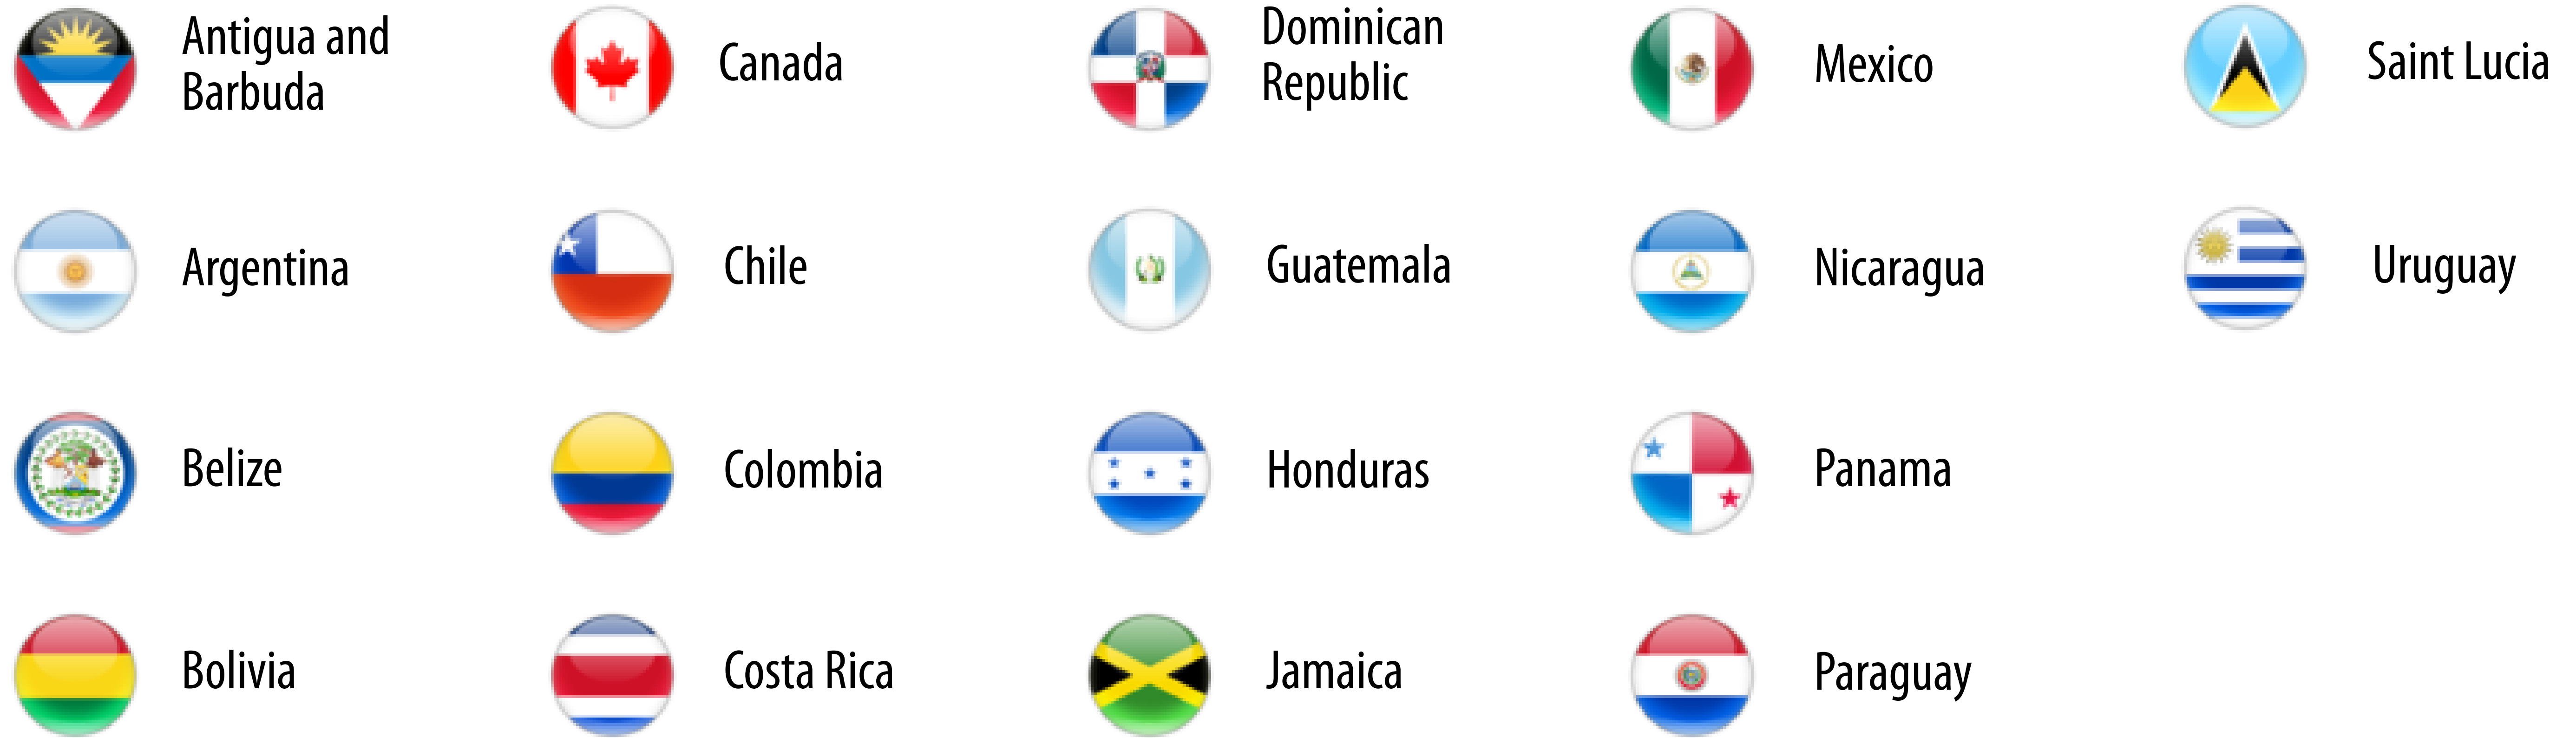 Antigua and
Barbuda
Canada
Dominican
Republic
Mexico
Saint Lucia
Argentina
Chile
Guatemala
Nicaragua
Uruguay
Belize
Colombia
Honduras
Panama
Bolivia
Costa Rica
Jamaica
Paraguay